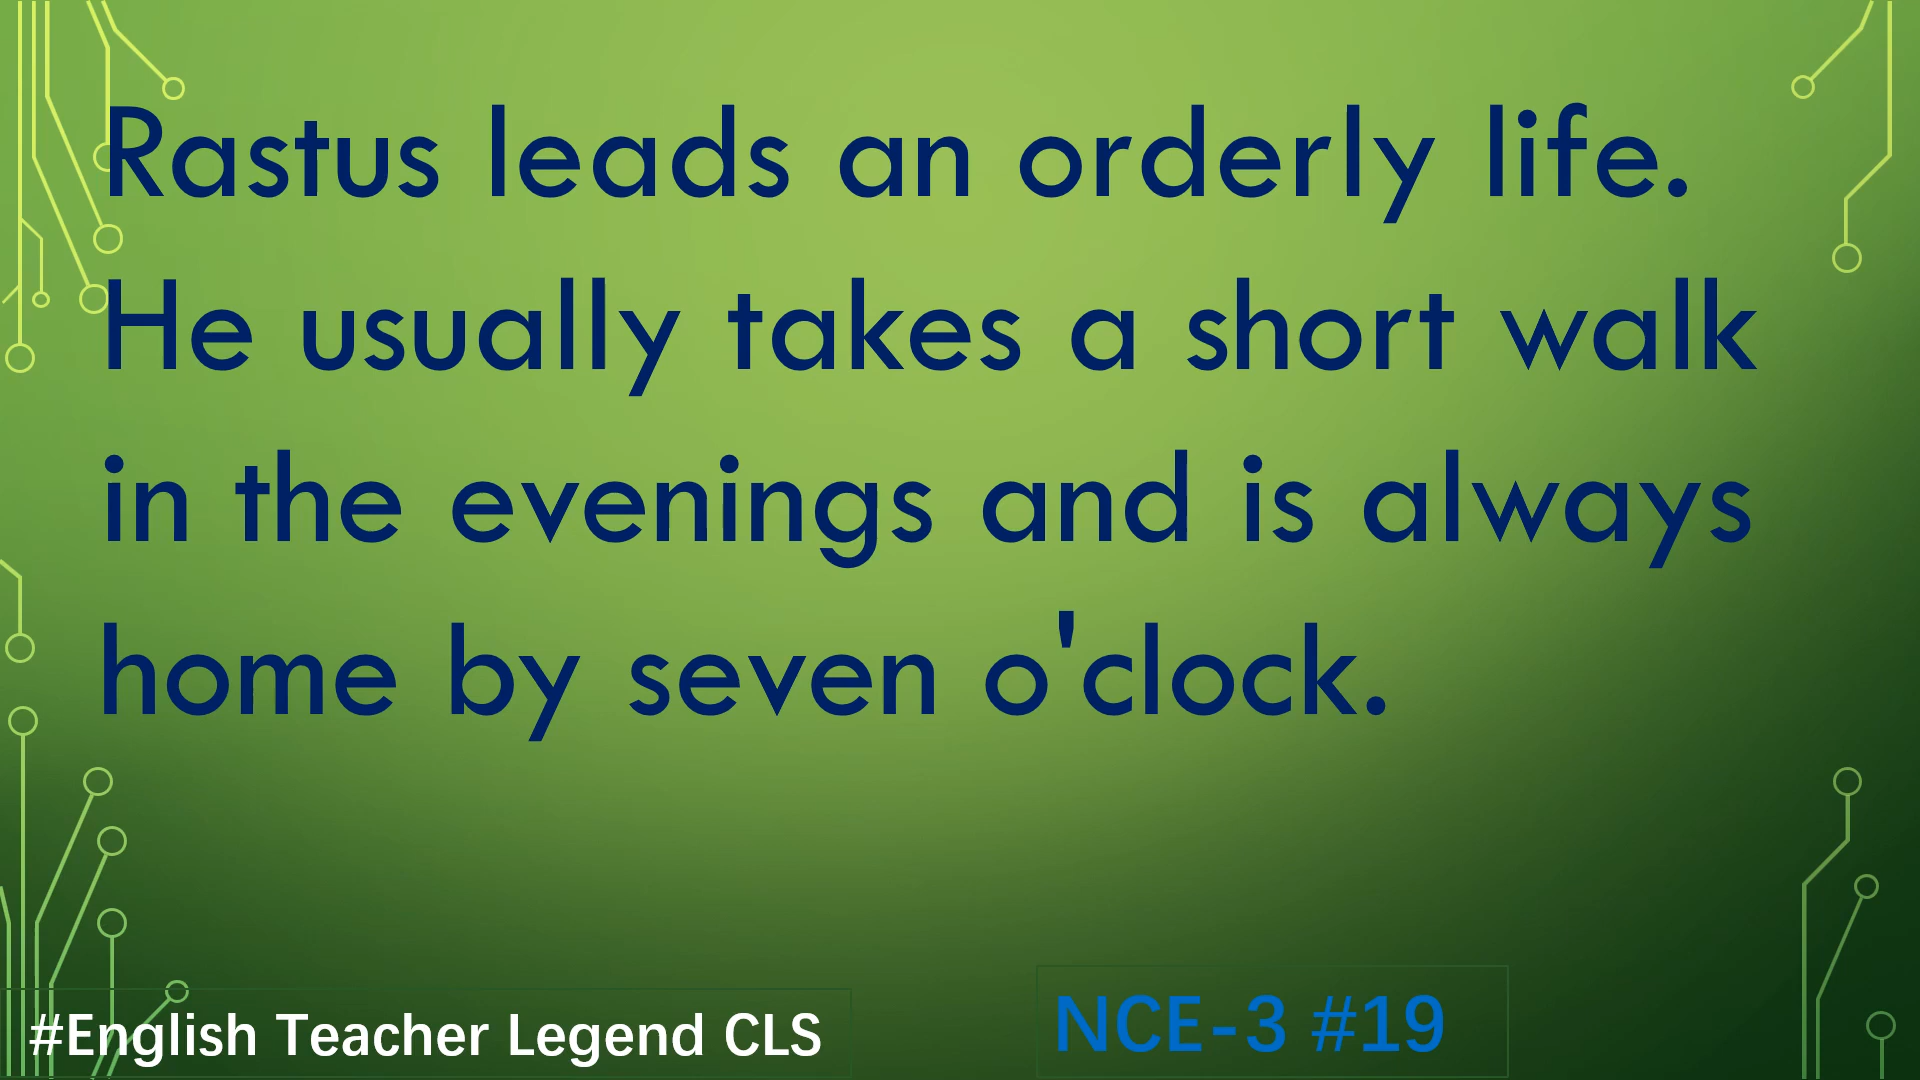 Rastus leads an orderly life.
He usually takes a short walk
in the evenings and is always
home by seven o'clock.
#English Teacher Legend CLS
NCE-3 #19